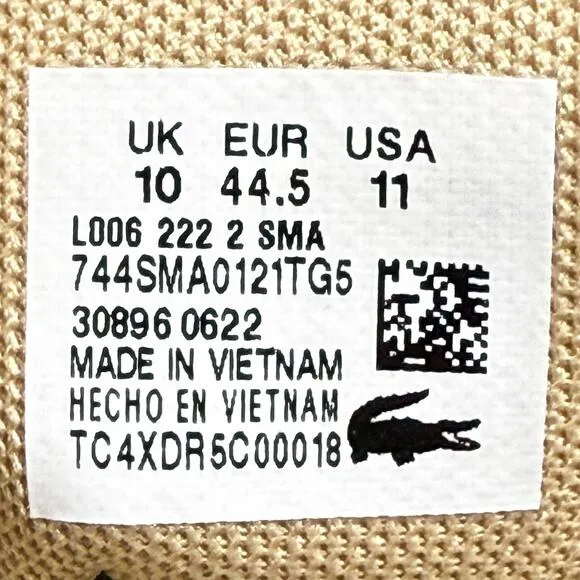 UK EUR USA
10 44.5 11
L006 222 2 SMA
744SMA0121TG5
30896 0622
MADE IN VIETNAM
HECHO EN VIETNAM
TC4XDR5C00018